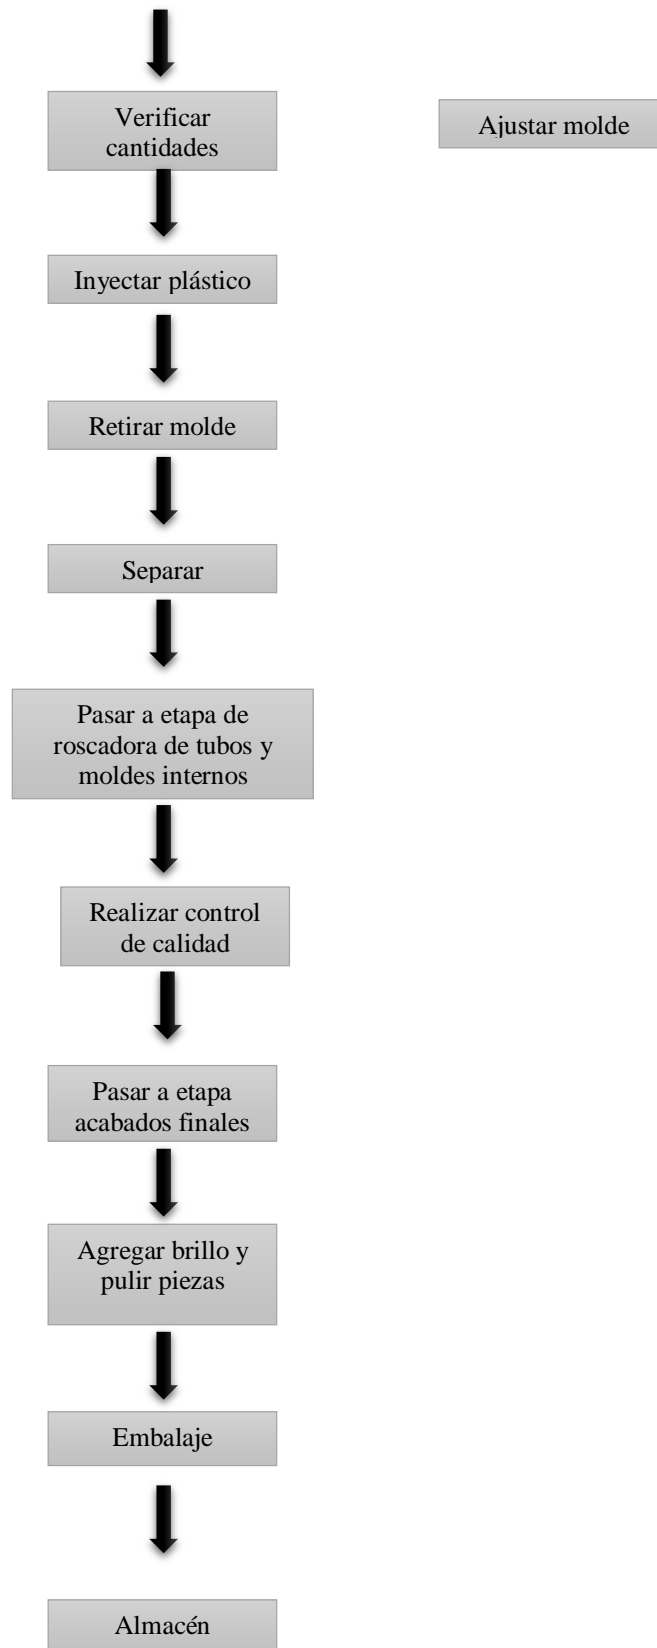 Verificar
cantidades
Ajustar molde
Inyectar plástico
Retirar molde
Separar
Pasar a etapa de
roscadora de tubos y
moldes internos
Realizar control
de calidad
Pasar a etapa
acabados finales
Agregar brillo y
pulir piezas
Embalaje
Almacén